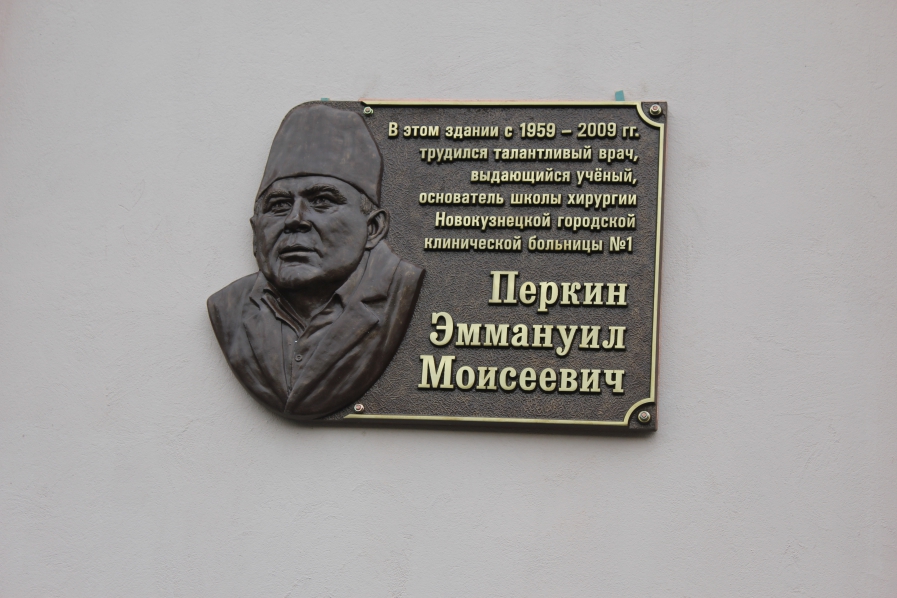 В этом здании с 1959 – 2009 гг.
трудился талантливый врач,
выдающийся учёный,
основатель школы хирургии
Новокузнецкой городской
клинической больницы №1
Перкин
Эммануил
Моисеевич